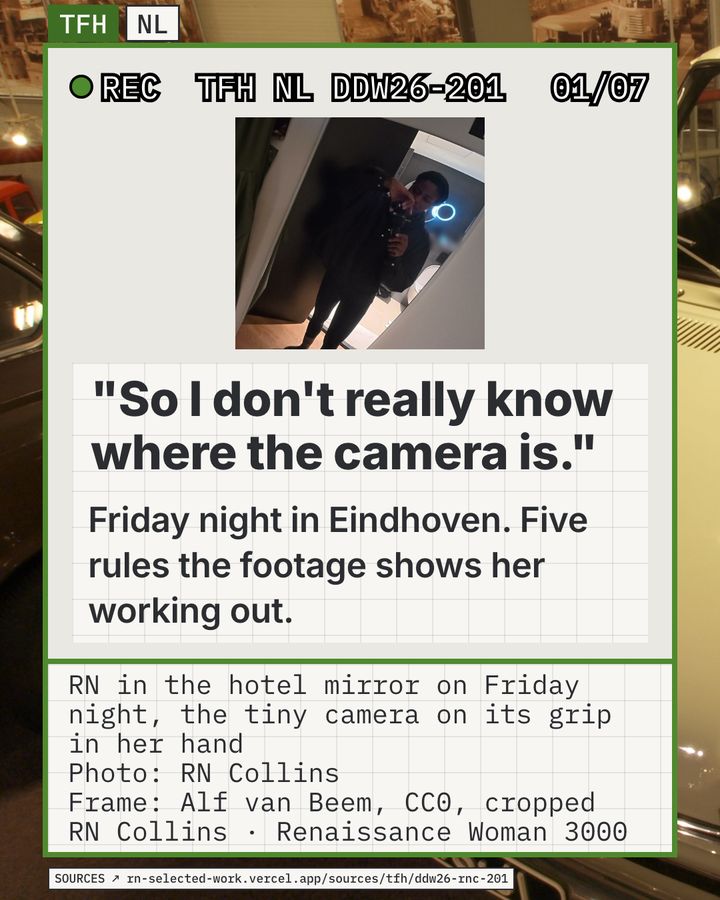 TFH NL
REC TFH NL DDW26-201 01/07
"So I don't really know
where the camera is."
Friday night in Eindhoven. Five
rules the footage shows her
working out.
RN in the hotel mirror on Friday
night, the tiny camera on its grip
in her hand
Photo: RN Collins
Frame: Alf van Beem, CC0, cropped
RN Collins · Renaissance Woman 3000
SOURCES ↗ rn-selected-work.vercel.app/sources/tfh/ddw26-rnc-201